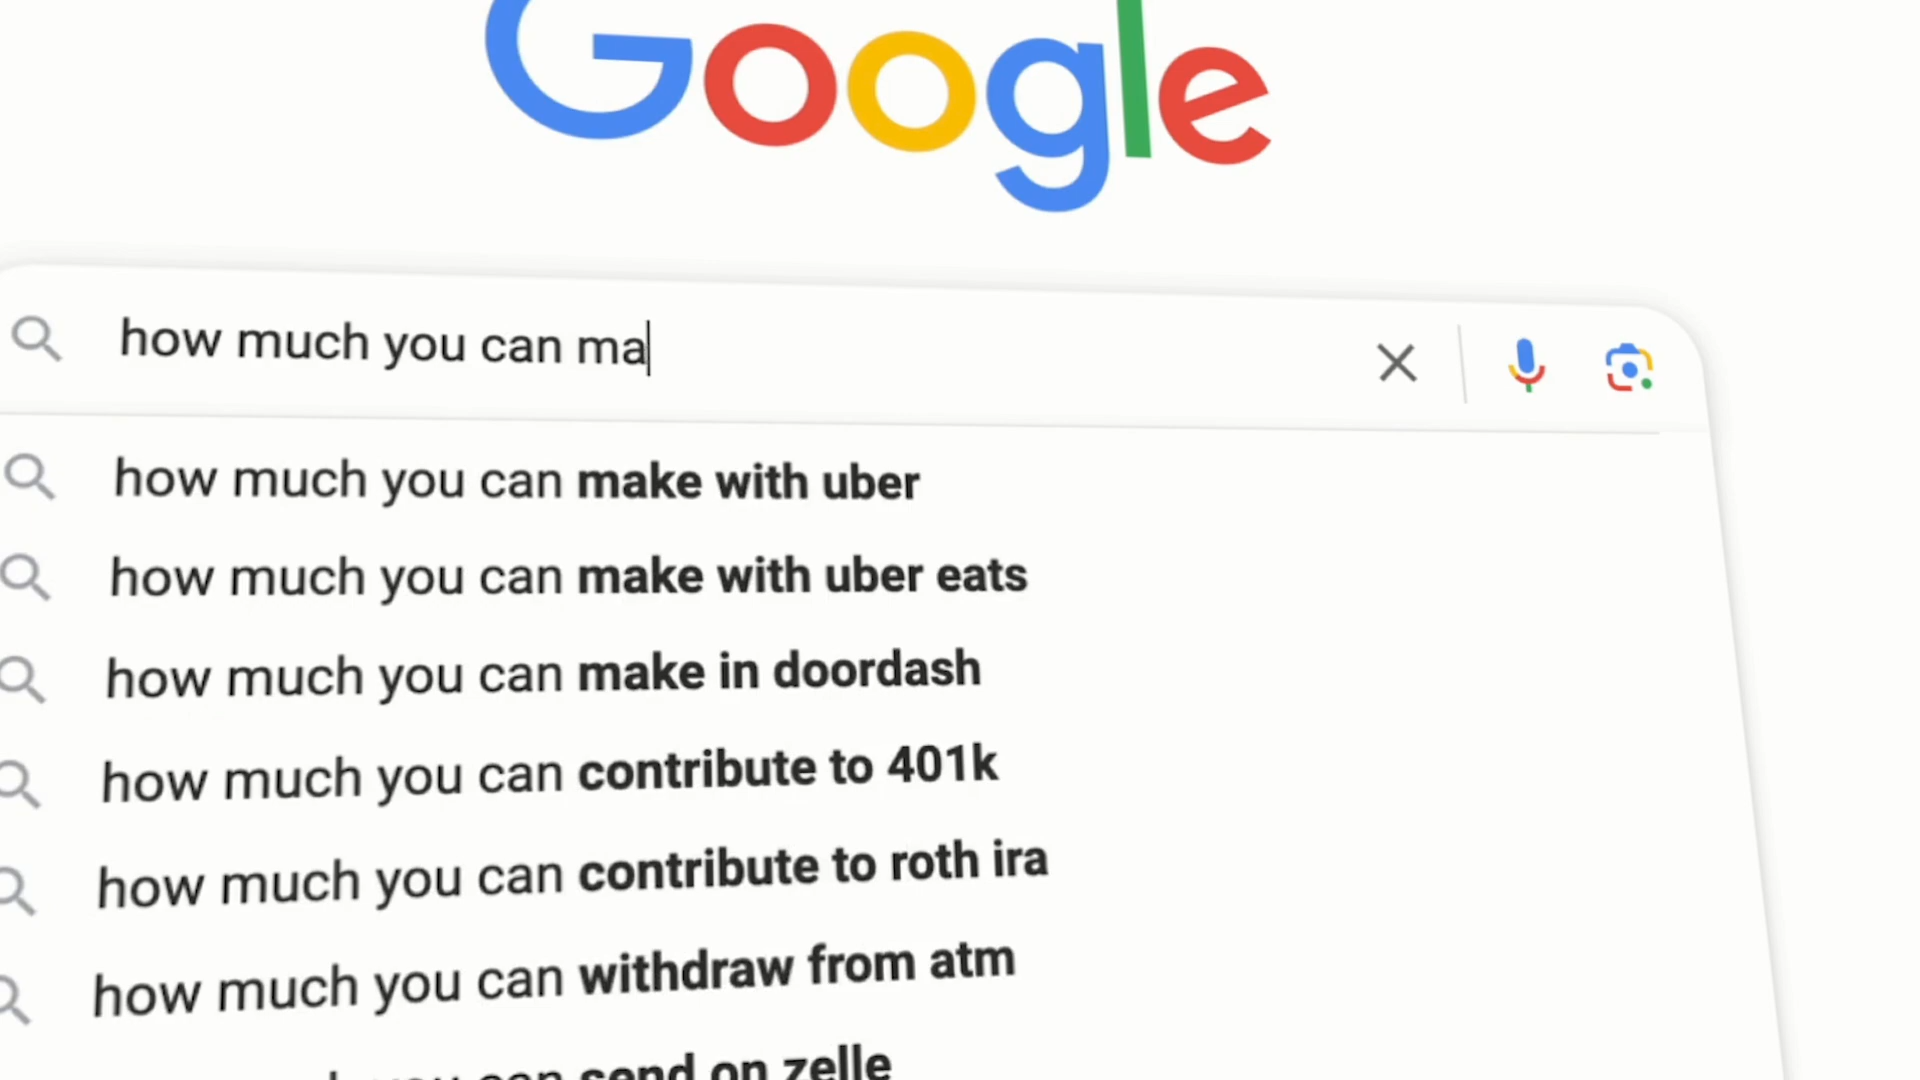 Google
how much you can ma
how much you can make with uber
how much you can make with uber eats
how much you can make in doordash
how much you can contribute to 401k
how much you can contribute to roth ira
how much you can withdraw from atm
you can send on zelle